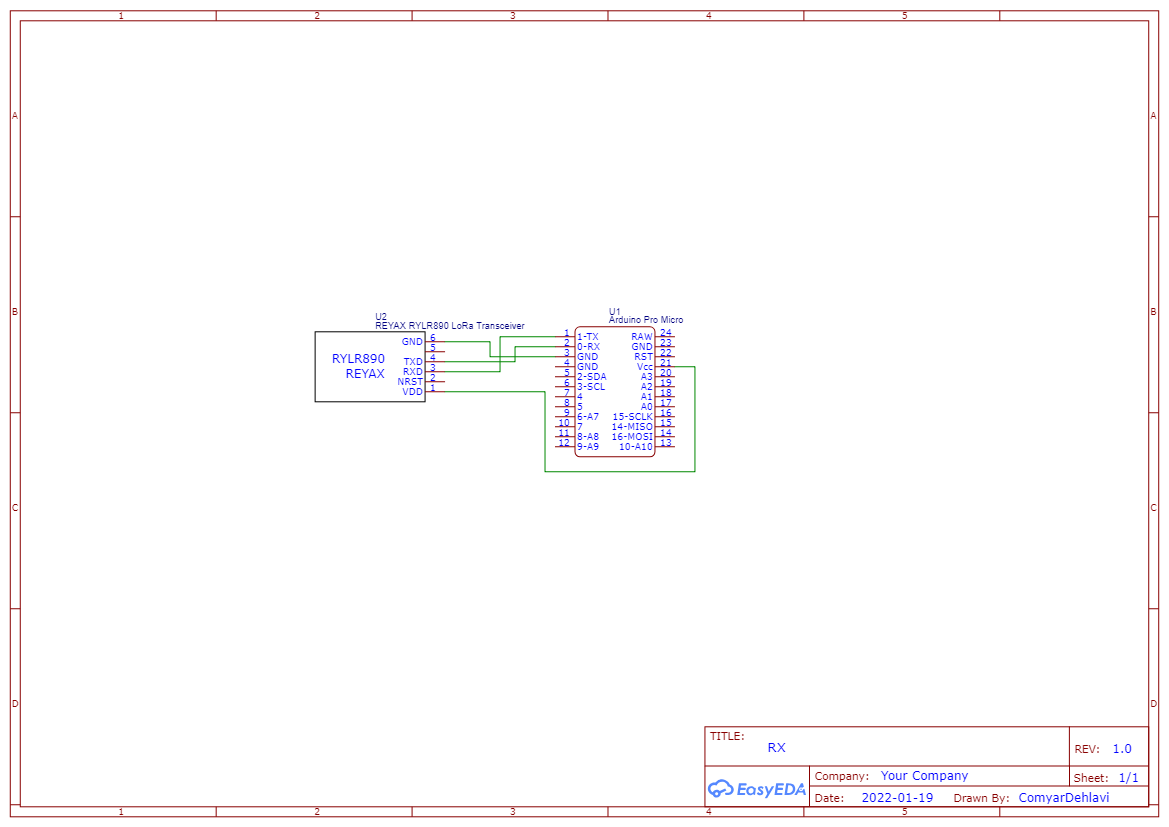 1 2 3 4 5
A A
B B
C C
D D
U2
REYAX RYLR890 LoRa Transceiver
RYLR890
REYAX
GND 6
5
TXD 4
RXD 3
NRST 2
VDD 1
U1
Arduino Pro Micro
1 1-TX RAW 24
2 0-RX GND 23
3 GND RST 22
4 GND Vcc 21
5 2-SDA A3 20
6 3-SCL A2 19
7 4 A1 18
8 5 A0 17
9 6-A7 15-SCLK 16
10 7 14-MISO 15
11 8-A8 16-MOSI 14
12 9-A9 10-A10 13
TITLE:
RX
REV: 1.0
EasyEDA
Company: Your Company
Sheet: 1/1
Date: 2022-01-19 Drawn By: ComyarDehlavi
1 2 3 4 5